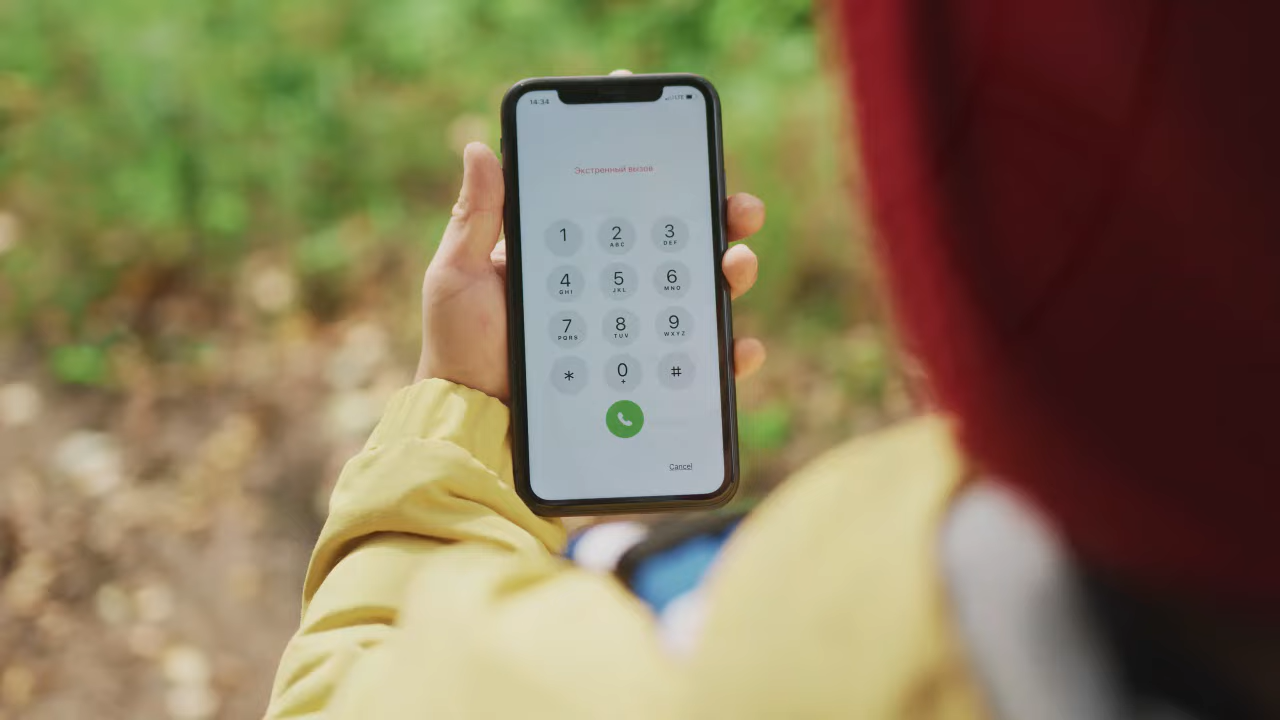 14:34 LTE
Экстренный вызов
1 2 3
ABC DEF
4 5 6
GHI JKL MNO
7 8 9
PQRS TUV WXYZ
* 0 #
+
Cancel